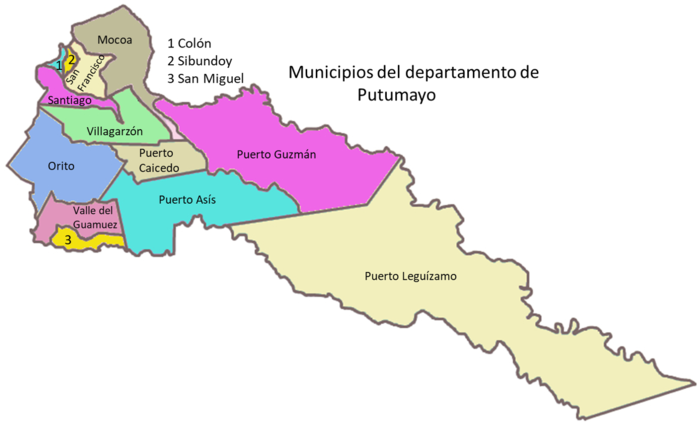 Mocoa
1 Colón
2 Sibundoy
3 San Miguel
Municipios del departamento de
Putumayo
1
2
San
Francisco
Santiago
Villagarzón
Puerto
Caicedo
Puerto Guzmán
Orito
Puerto Asís
Valle del
Guamuez
3
Puerto Leguízamo